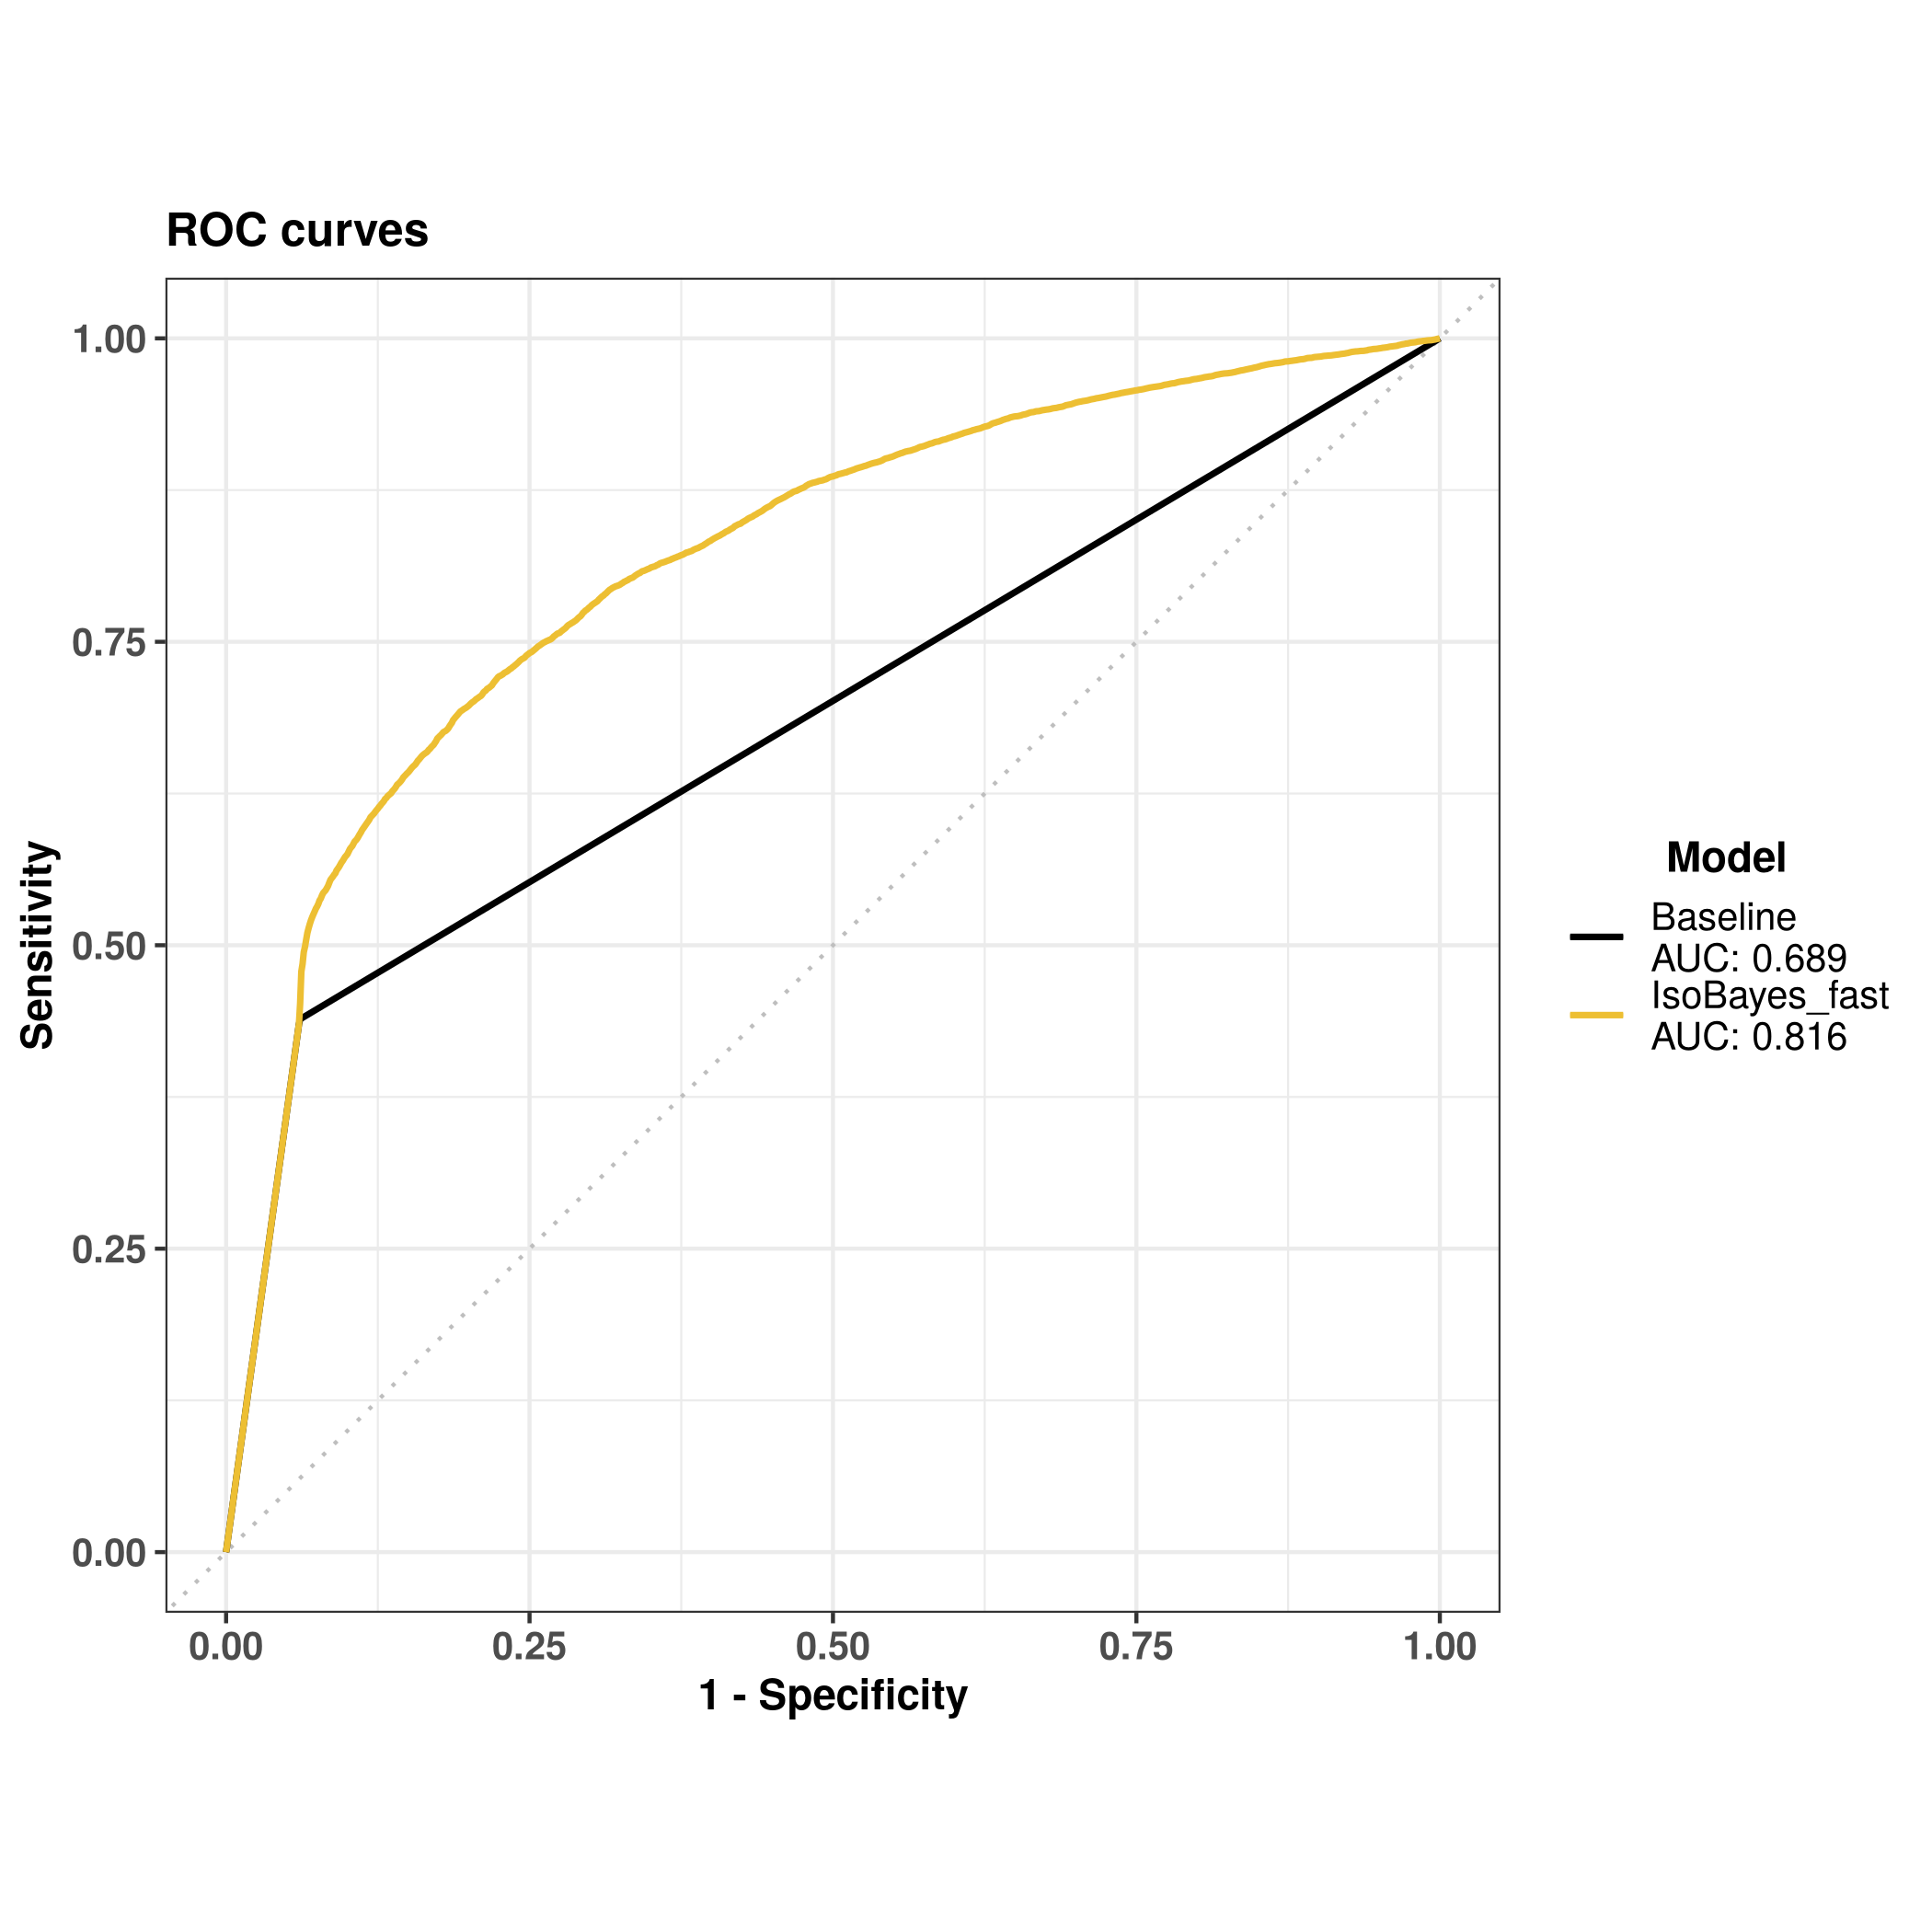 ROC curves
1.00
0.75
0.50
0.25
0.00
Sensitivity
0.00 0.25 0.50 0.75 1.00
1 - Specificity
Model
Baseline
AUC: 0.689
IsoBayes_fast
AUC: 0.816